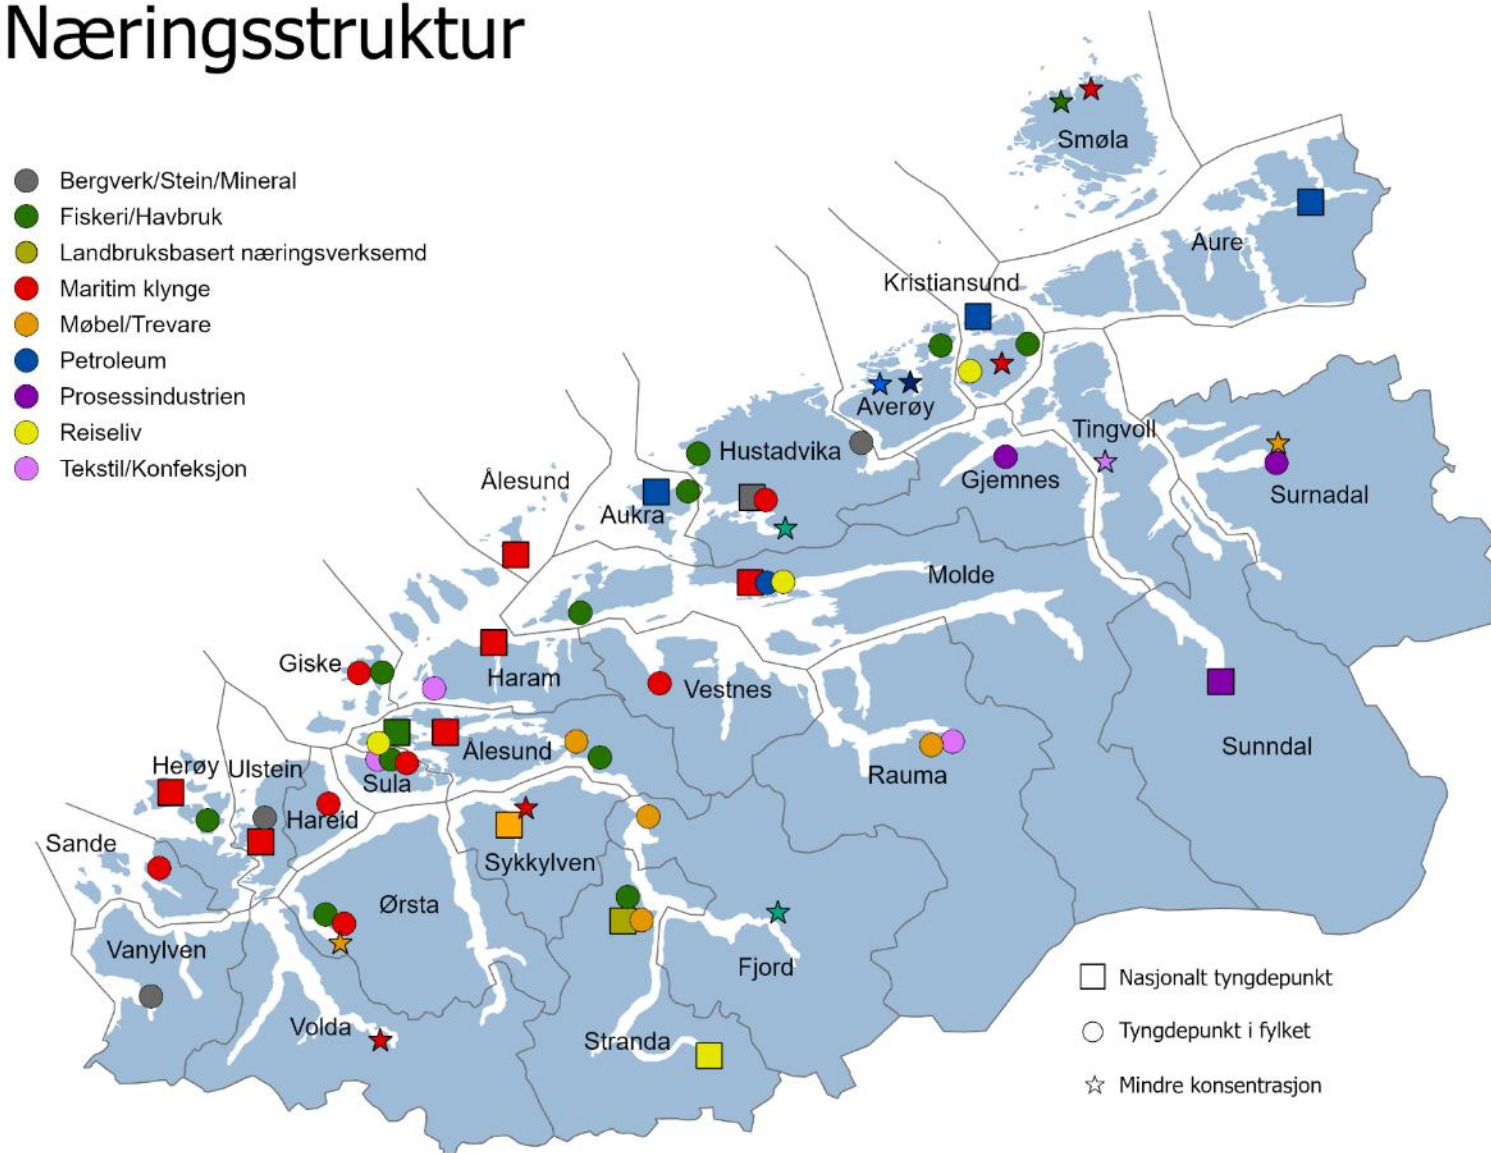 Næringsstruktur
Bergverk/Stein/Mineral
Fiskeri/Havbruk
Landbruksbasert næringsverksemd
Maritim klynge
Møbel/Trevare
Petroleum
Prosessindustrien
Reiseliv
Tekstil/Konfeksjon
Smøla
Aure
Kristiansund
Averøy
Tingvoll
Hustadvika
Gjemnes
Ålesund
Surnadal
Aukra
Molde
Giske
Haram
Vestnes
Ålesund
Sunndal
Herøy
Ulstein
Sula
Rauma
Hareid
Sande
Sykkylven
Ørsta
Vanylven
Fjord
Volda
Stranda
Nasjonalt tyngdepunkt
Tyngdepunkt i fylket
Mindre konsentrasjon